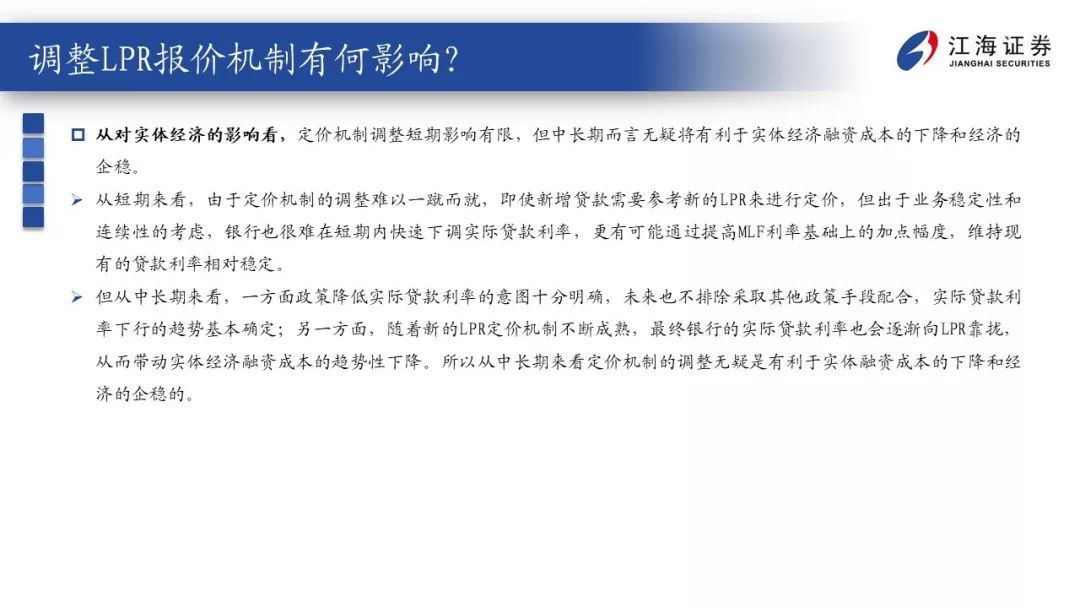 调整LPR报价机制有何影响？
江海证券
JIANGHAI SECURITIES
从对实体经济的影响看，定价机制调整短期影响有限，但中长期而言无疑将有利于实体经济融资成本的下降和经济的
企稳。
从短期来看，由于定价机制的调整难以一蹴而就，即使新增贷款需要参考新的LPR来进行定价，但出于业务稳定性和
连续性的考虑，银行也很难在短期内快速下调实际贷款利率，更有可能通过提高MLF利率基础上的加点幅度，维持现
有的贷款利率相对稳定。
但从中长期来看，一方面政策降低实际贷款利率的意图十分明确，未来也不排除采取其他政策手段配合，实际贷款利
率下行的趋势基本确定；另一方面，随着新的LPR定价机制不断成熟，最终银行的实际贷款利率也会逐渐向LPR靠拢，
从而带动实体经济融资成本的趋势性下降。所以从中长期来看定价机制的调整无疑是有利于实体融资成本的下降和经
济的企稳的。